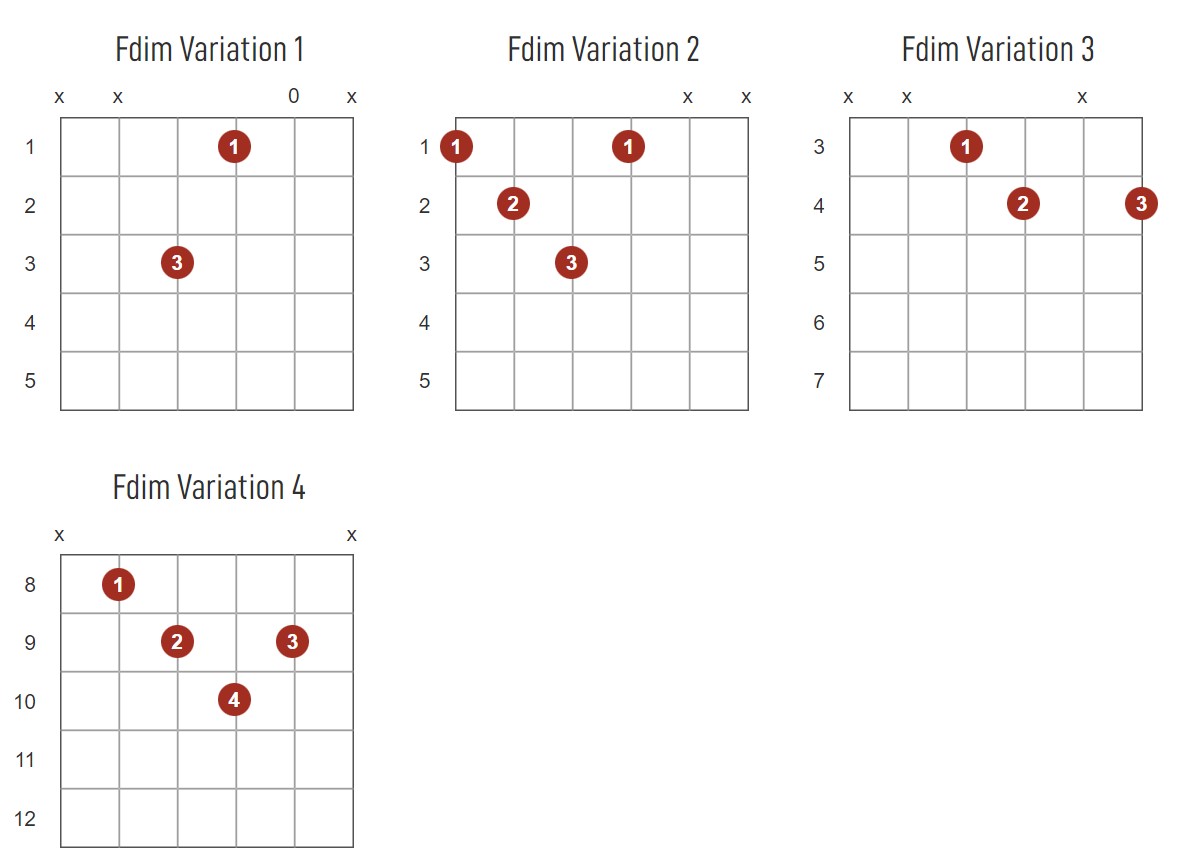 Fdim Variation 1
x x 0 x
1 1
2
3 3
4
5
Fdim Variation 2
x x
1 1 1
2 2
3 3
4
5
Fdim Variation 3
x x x
3 1
4 2 3
5
6
7
Fdim Variation 4
x x
8 1
9 2 3
10 4
11
12